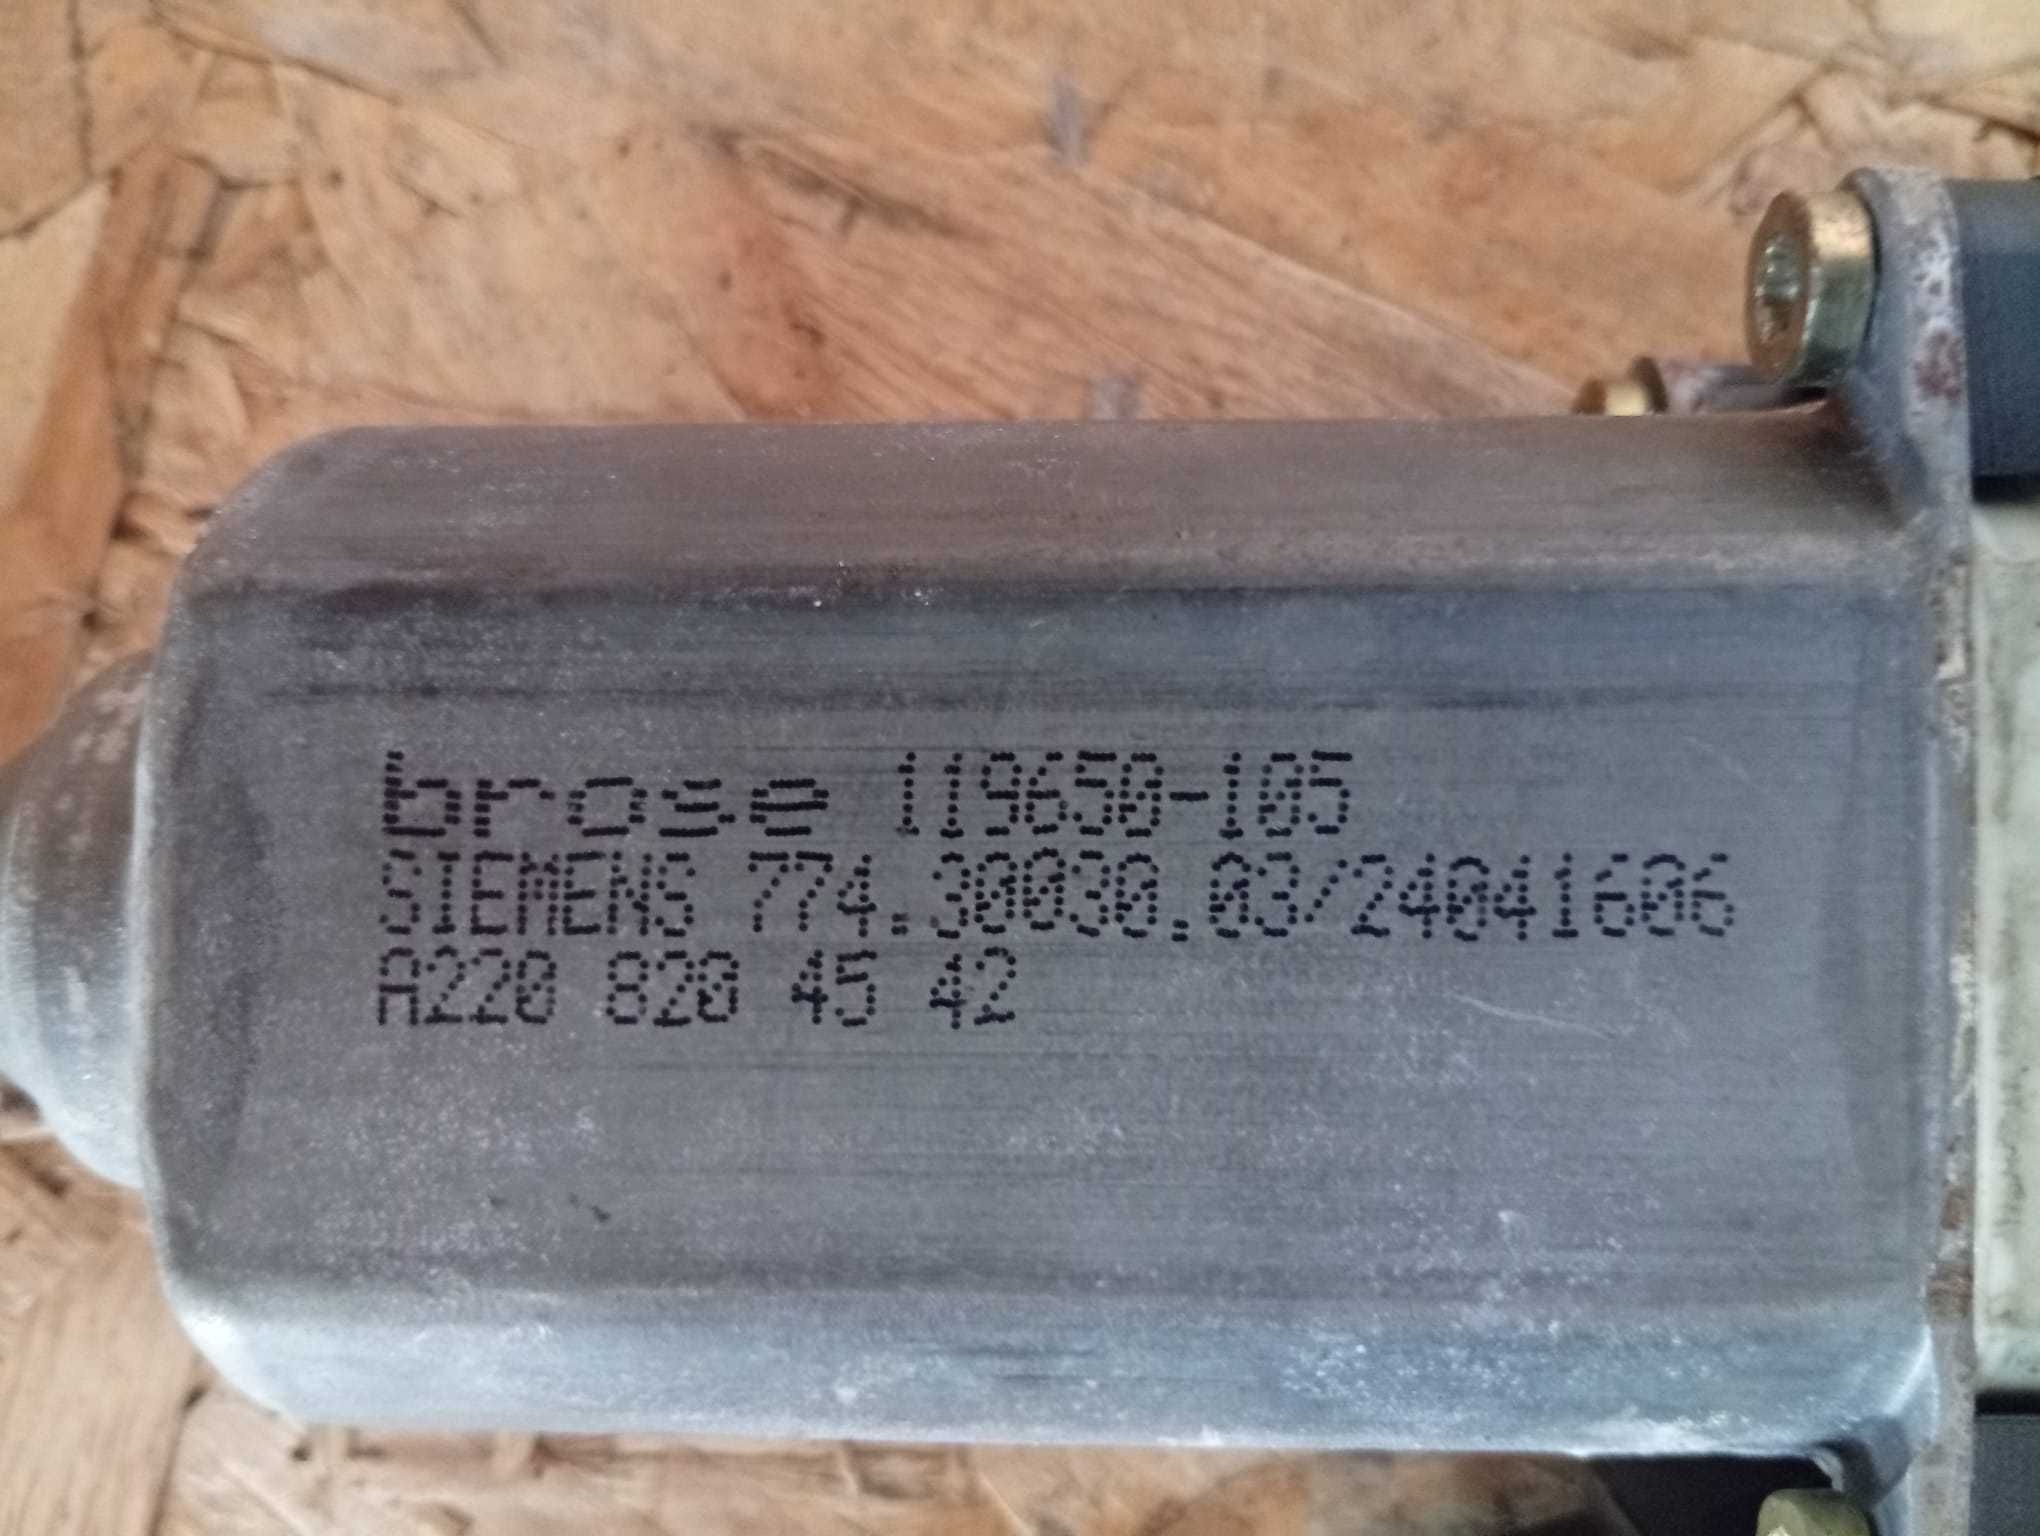 brose 119650-105
SIEMENS 774.30030.03/24041606
A220 820 45 42